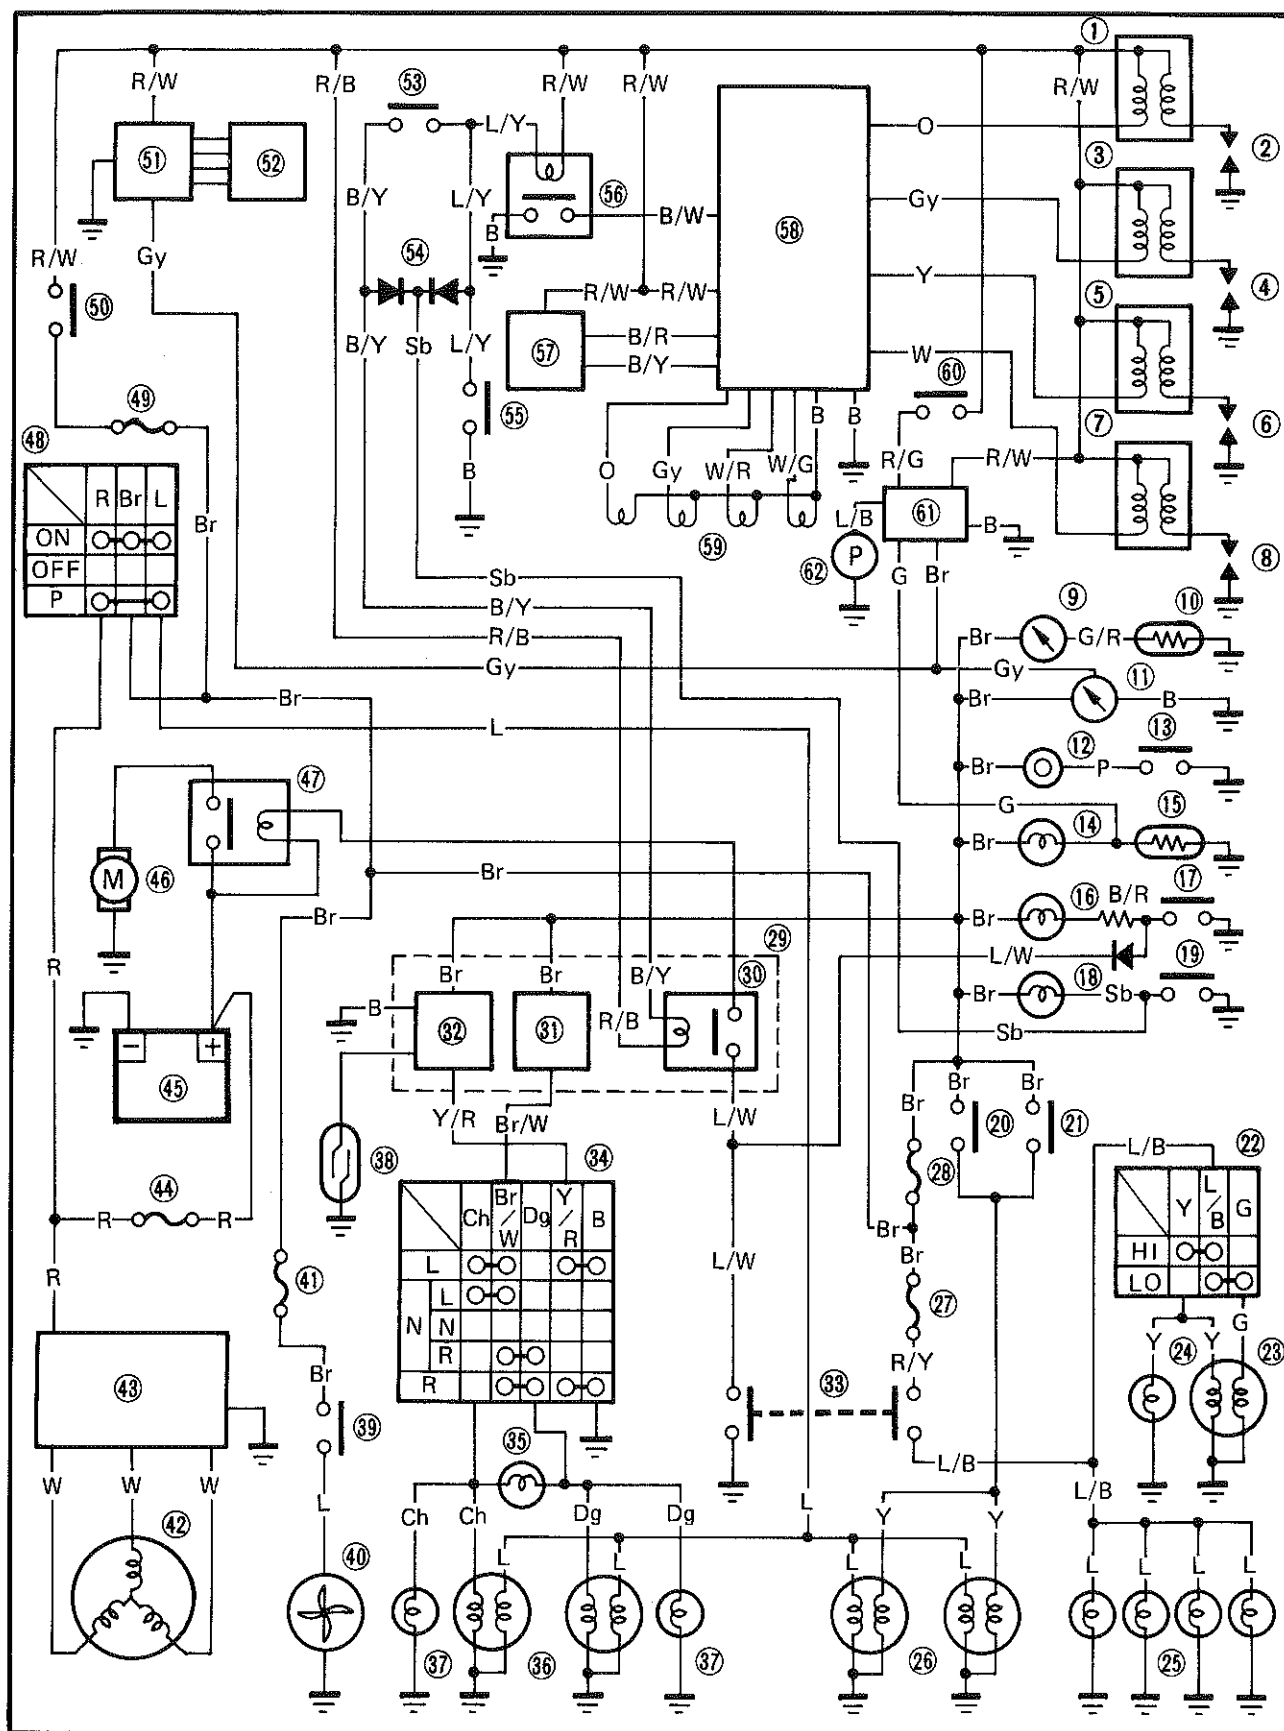 ①
R/W R/B R/W R/W R/W
53
L/Y O ②
51 52 ③
B/Y L/Y 56 B/W 58 Gy
B
R/W Gy 54 Y ④
50 R/W R/W ⑤
B/Y Sb L/Y 57 B/R W
B/Y 60
49 55 B B ⑥
48 ⑦
R Br L B O Gy W/R W/G R/G R/W
ON Br L/B 61 B
OFF 59 62 P ⑧
P Sb G Br
B/Y ⑨ ⑩
R/B Br G/R
Gy Gy ⑪
Br Br B
L ⑫ ⑬
47 Br P
G ⑮
M 46 Br ⑭
Br
Br ⑯ B/R ⑰
29 Br
R Br Br B/Y 30 L/W ⑲
B Br ⑱ Sb
32 31 R/B Sb
- +
45 Y/R Br/W L/W Br Br Br
20 21
38 34 28 L/B 22
44 Ch Br/W Dg Y/R B Br Y L/B G
R R L L/W Br HI
R 41 N L 27 LO
N G
R R/Y Y 24 Y 23
43 Br R 33
39 35
W W W L/B
L Ch Ch Dg Dg L L/B
42 40 L L Y Y
L L L L L L
37 36 37 26 25